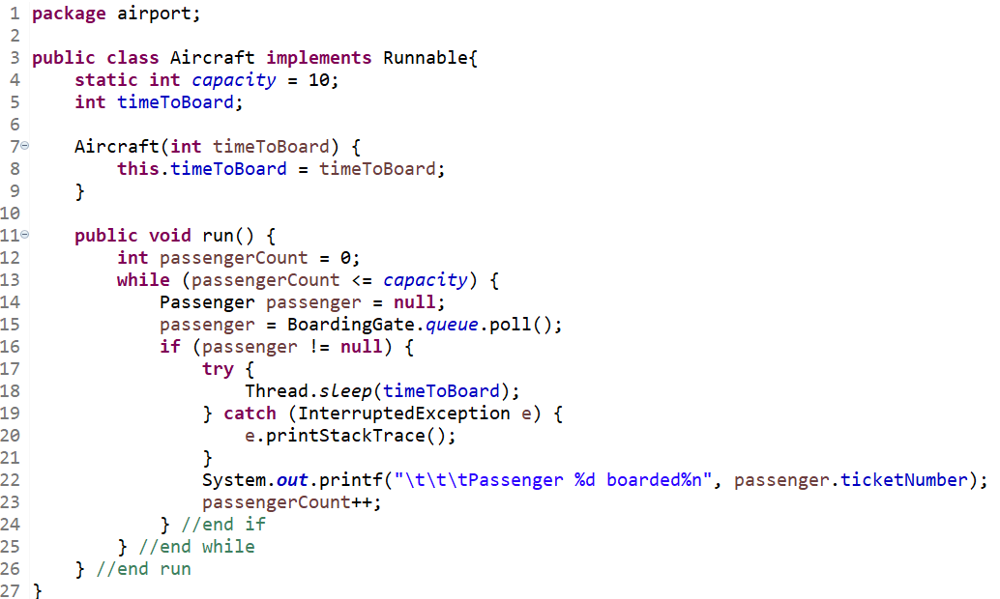 1 package airport;
2
3 public class Aircraft implements Runnable{
4     static int capacity = 10;
5     int timeToBoard;
6
7     Aircraft(int timeToBoard) {
8         this.timeToBoard = timeToBoard;
9     }
10
11     public void run() {
12         int passengerCount = 0;
13         while (passengerCount <= capacity) {
14             Passenger passenger = null;
15             passenger = BoardingGate.queue.poll();
16             if (passenger != null) {
17                 try {
18                     Thread.sleep(timeToBoard);
19                 } catch (InterruptedException e) {
20                     e.printStackTrace();
21                 }
22                 System.out.printf("\t\t\tPassenger %d boarded%n", passenger.ticketNumber);
23                 passengerCount++;
24             } //end if
25         } //end while
26     } //end run
27 }